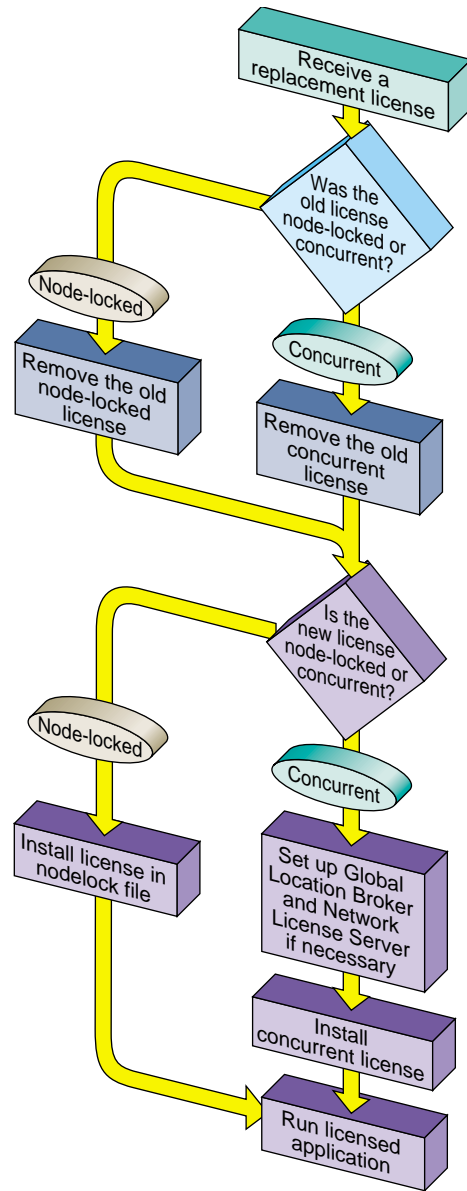 Receive a
replacement license
Was the
old license
node-locked or
concurrent?
Node-locked
Concurrent
Remove the old
node-locked
license
Remove the old
concurrent
license
Is the
new license
node-locked or
concurrent?
Node-locked
Concurrent
Install license in
nodelock file
Set up Global
Location Broker
and Network
License Server
if necessary
Install
concurrent license
Run licensed
application